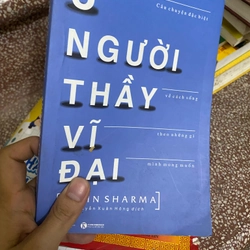 Câu chuyện đặc biệt
NGƯỜI
THẦY
về cách sống
VĨ
theo những gì
ĐẠI
mình mong muốn
IN SHARMA]
Xuân Hồng dịch